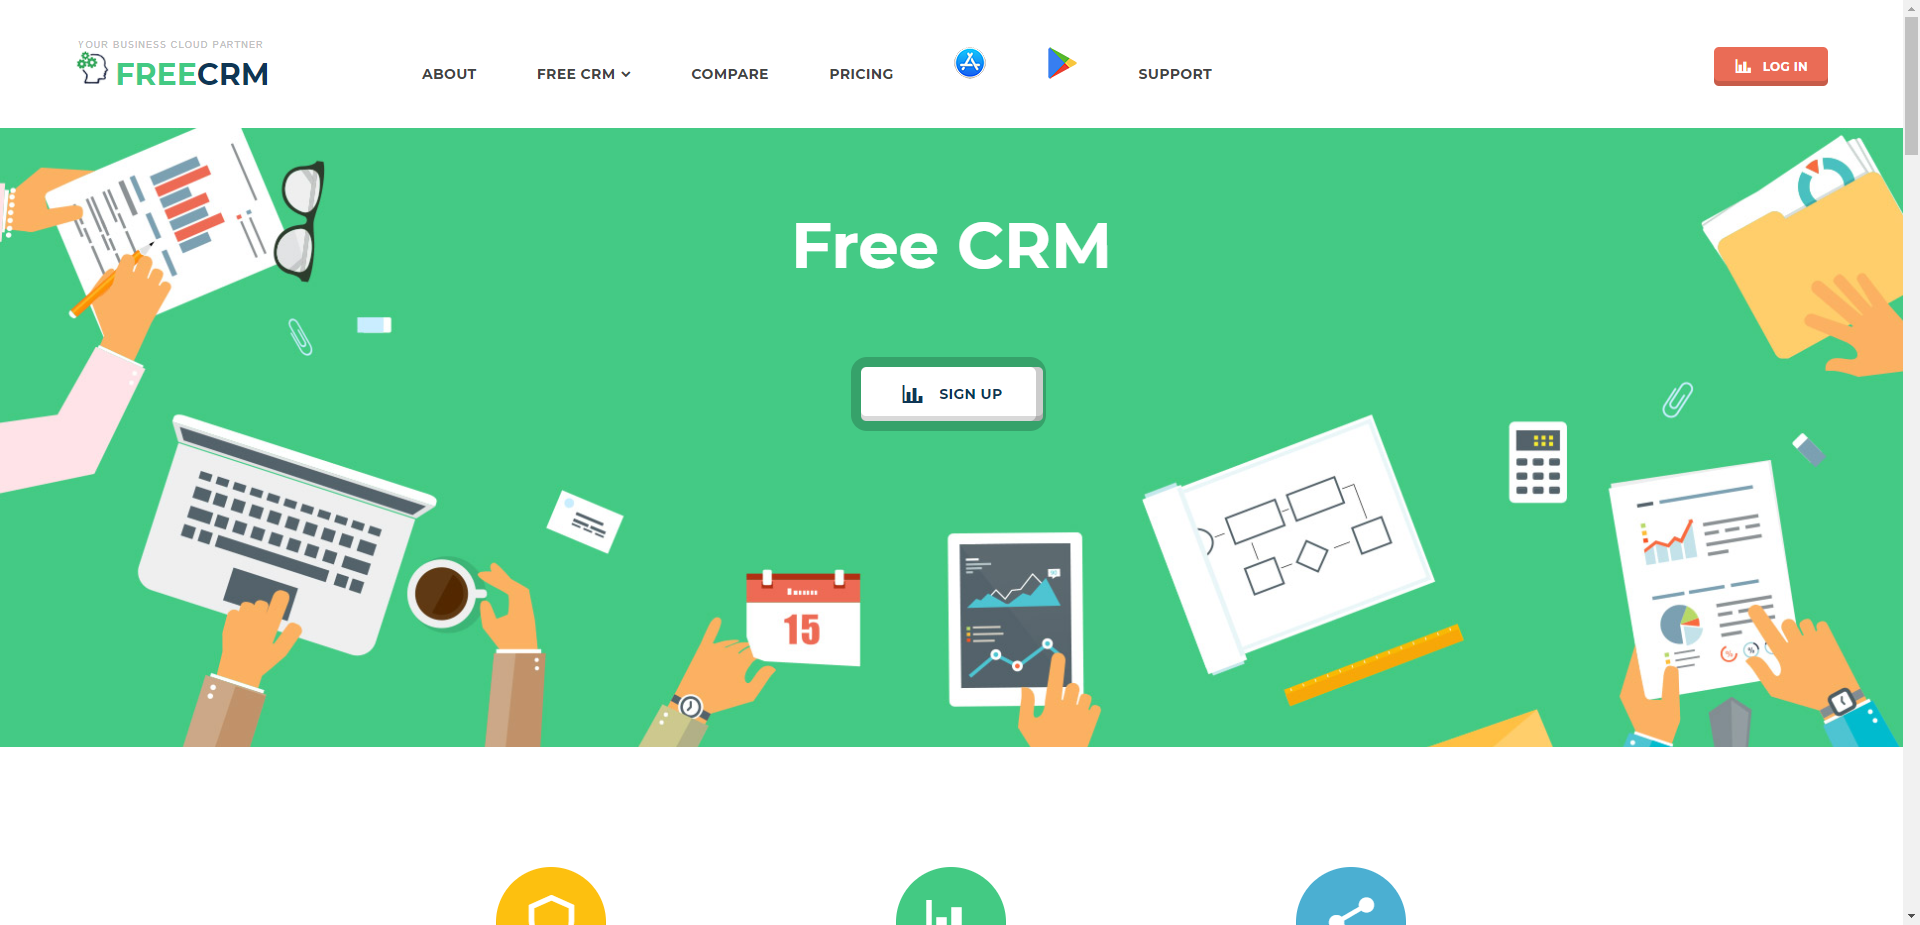 YOUR BUSINESS CLOUD PARTNER
FREECRM
ABOUT
FREE CRM
COMPARE
PRICING
SUPPORT
LOG IN
Free CRM
SIGN UP
15